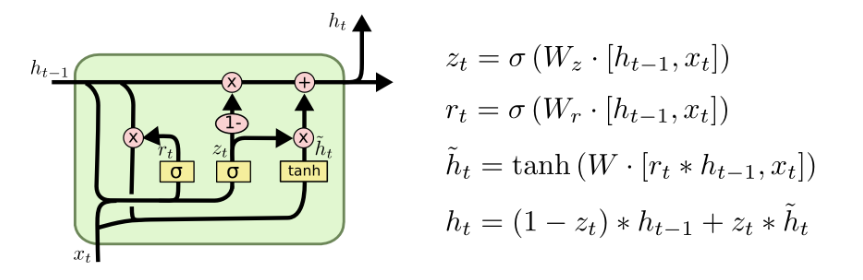 h_t
h_{t-1}
x
+
1-
x
r_t
z_t
x
h̃_t
σ
σ
tanh
x_t
z_t = σ (W_z · [h_{t-1}, x_t])
r_t = σ (W_r · [h_{t-1}, x_t])
h̃_t = tanh (W · [r_t * h_{t-1}, x_t])
h_t = (1 − z_t) * h_{t-1} + z_t * h̃_t